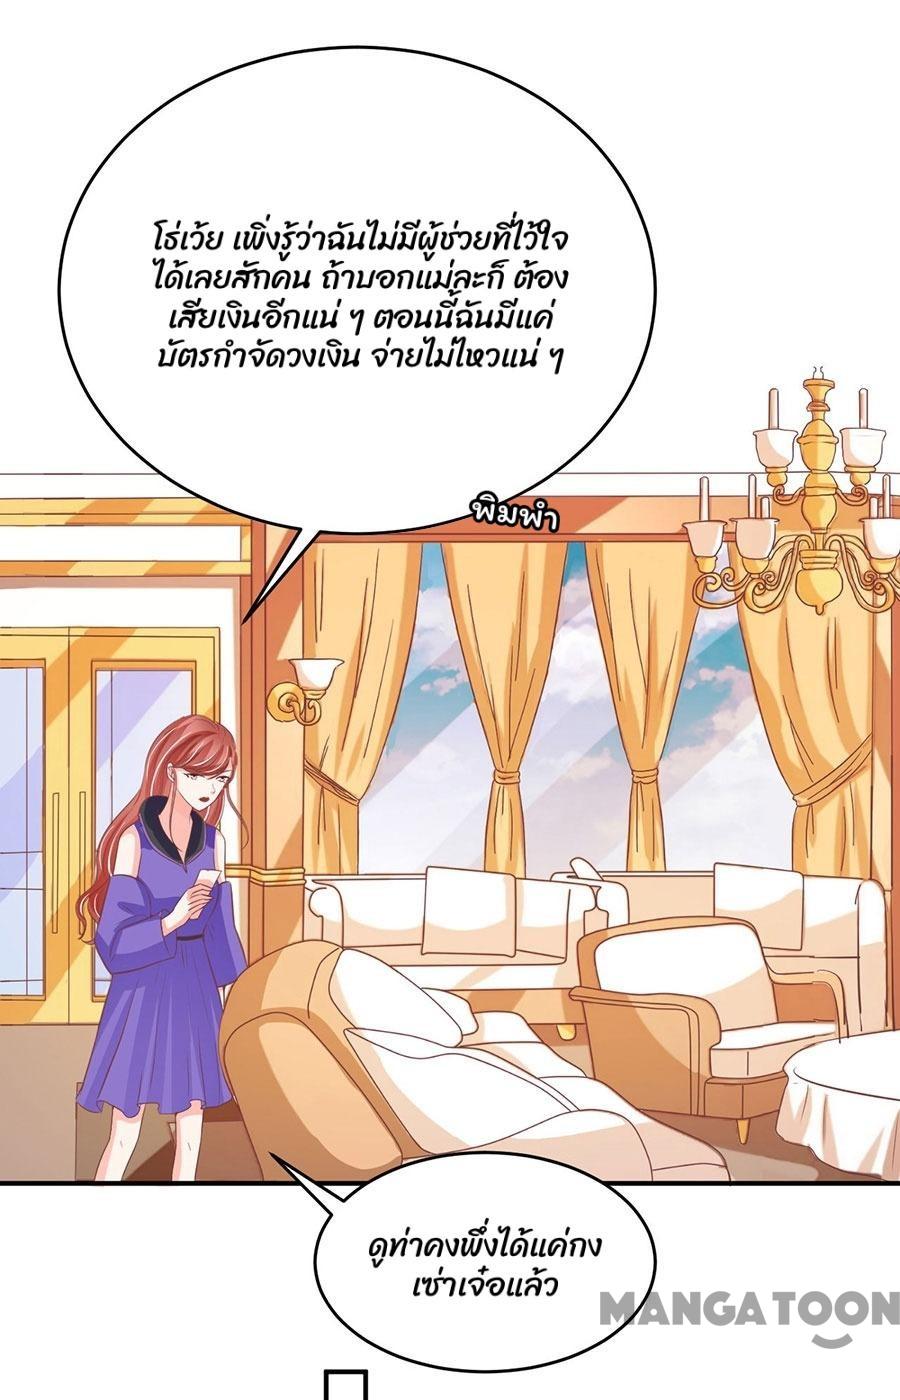 โธ่เว้ย เพิ่งรู้ว่าฉันไม่มีผู้ช่วยที่ไว้ใจ
ได้เลยสักคน ถ้าบอกแม่ละก็ ต้อง
เสียเงินอีกแน่ ๆ ตอนนี้ฉันมีแค่
บัตรกำจัดวงเงิน จ่ายไม่ไหวแน่ ๆ
พึมพำ
ดูท่าคงพึ่งได้แค่กง
เซ่าเจ๋อแล้ว
MANGATOON